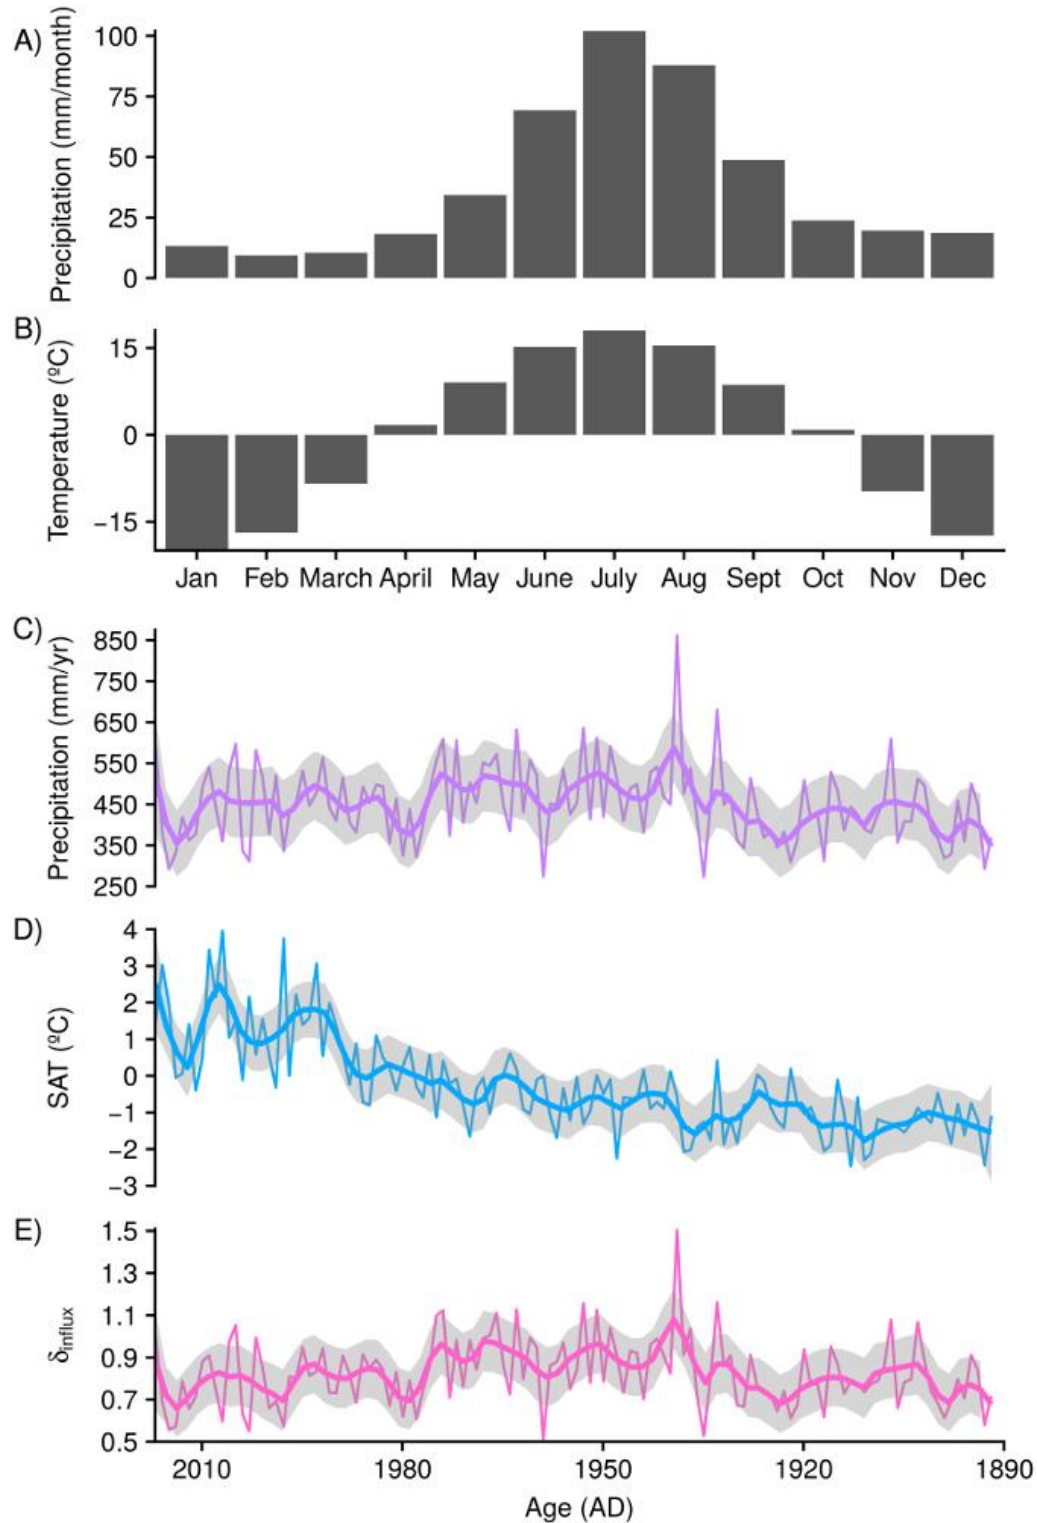 A)
Precipitation (mm/month)
100
75
50
25
0
B)
Temperature (ºC)
15
0
−15
Jan Feb March April May June July Aug Sept Oct Nov Dec
C)
Precipitation (mm/yr)
850
750
650
550
450
350
250
D)
SAT (ºC)
4
3
2
1
0
−1
−2
−3
E)
δinflux
1.5
1.3
1.1
0.9
0.7
0.5
2010 1980 1950 1920 1890
Age (AD)